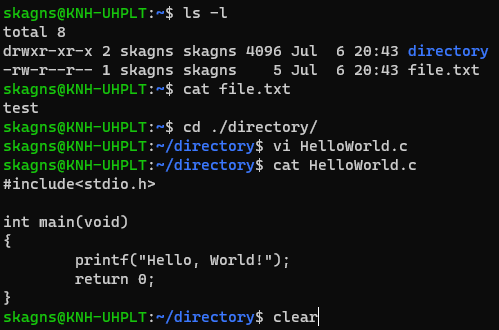 skagns@KNH-UHPLT:~$ ls -l
total 8
drwxr-xr-x 2 skagns skagns 4096 Jul  6 20:43 directory
-rw-r--r-- 1 skagns skagns    5 Jul  6 20:43 file.txt
skagns@KNH-UHPLT:~$ cat file.txt
test
skagns@KNH-UHPLT:~$ cd ./directory/
skagns@KNH-UHPLT:~/directory$ vi HelloWorld.c
skagns@KNH-UHPLT:~/directory$ cat HelloWorld.c
#include<stdio.h>

int main(void)
{
        printf("Hello, World!");
        return 0;
}
skagns@KNH-UHPLT:~/directory$ clear